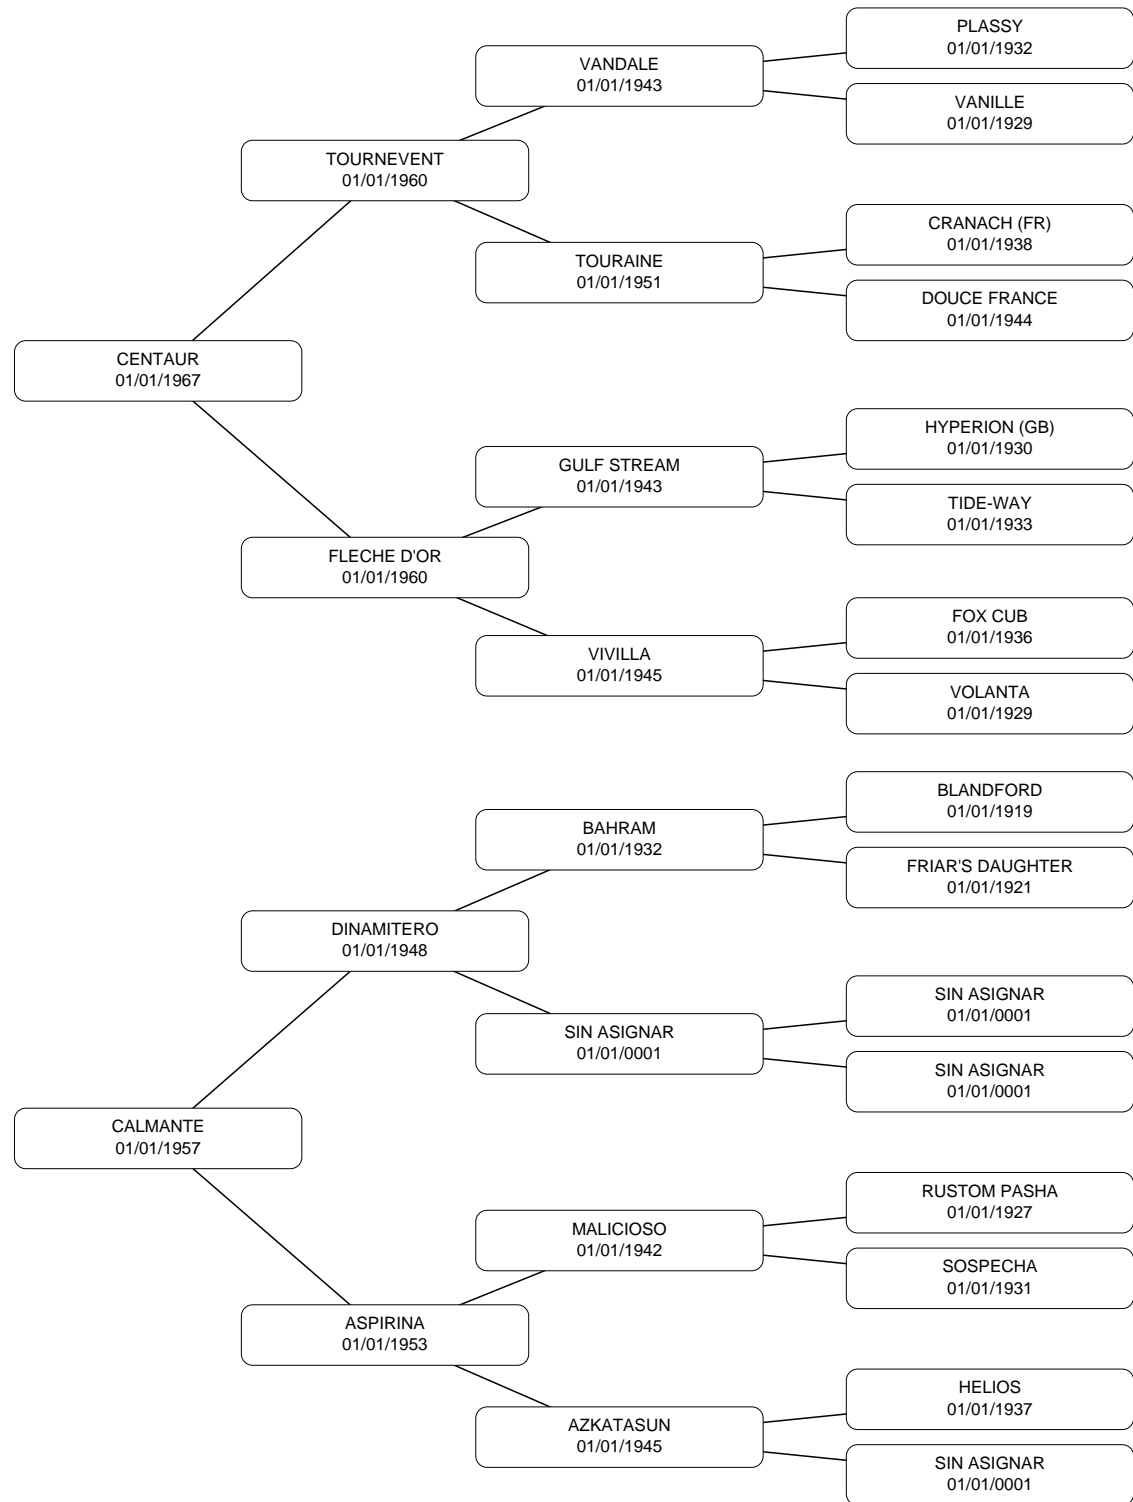 PLASSY
01/01/1932
VANDALE
01/01/1943
VANILLE
01/01/1929
TOURNEVENT
01/01/1960
CRANACH (FR)
01/01/1938
TOURAINE
01/01/1951
DOUCE FRANCE
01/01/1944
CENTAUR
01/01/1967
HYPERION (GB)
01/01/1930
GULF STREAM
01/01/1943
TIDE-WAY
01/01/1933
FLECHE D'OR
01/01/1960
FOX CUB
01/01/1936
VIVILLA
01/01/1945
VOLANTA
01/01/1929
BLANDFORD
01/01/1919
BAHRAM
01/01/1932
FRIAR'S DAUGHTER
01/01/1921
DINAMITERO
01/01/1948
SIN ASIGNAR
01/01/0001
SIN ASIGNAR
01/01/0001
SIN ASIGNAR
01/01/0001
CALMANTE
01/01/1957
RUSTOM PASHA
01/01/1927
MALICIOSO
01/01/1942
SOSPECHA
01/01/1931
ASPIRINA
01/01/1953
HELIOS
01/01/1937
AZKATASUN
01/01/1945
SIN ASIGNAR
01/01/0001